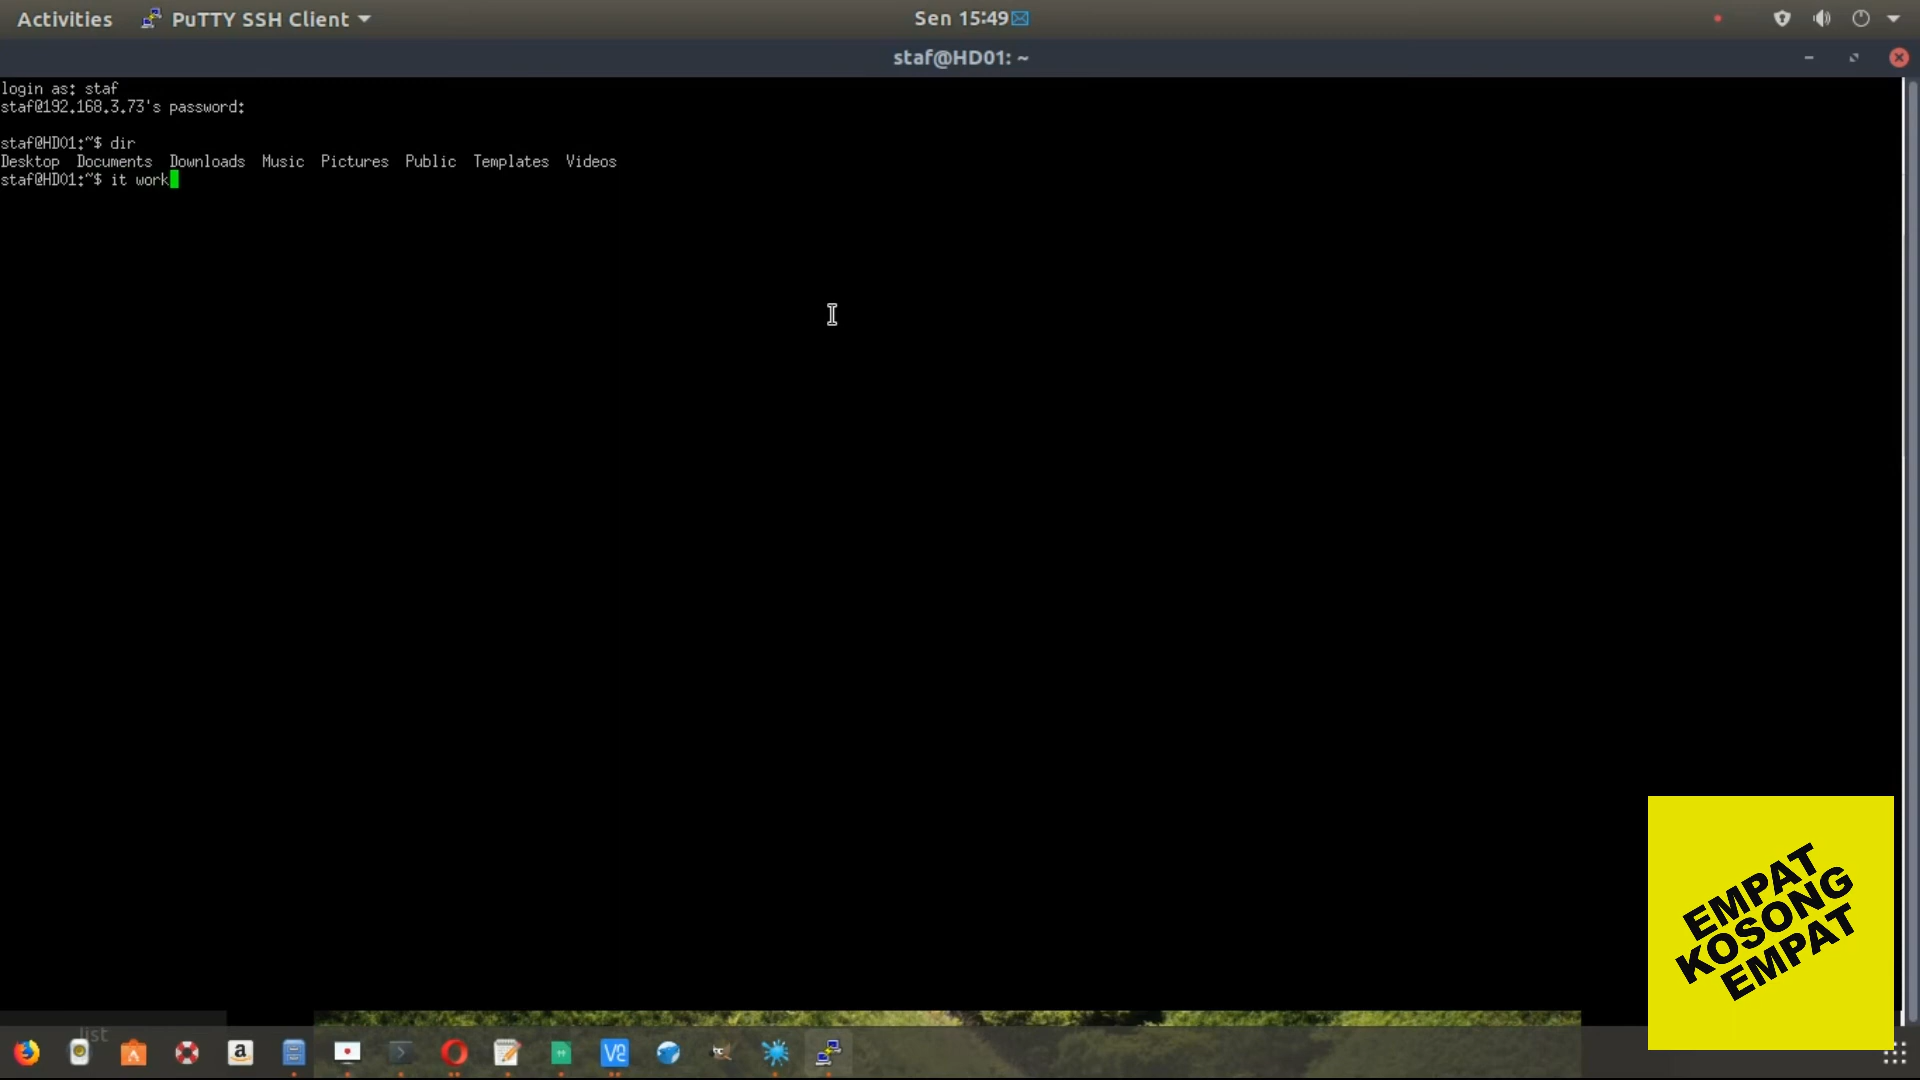 Activities PuTTY SSH Client Sen 15:49
staf@HD01: ~
login as: staf
staf@192.168.3.73's password:
staf@HD01:~$ dir
Desktop Documents Downloads Music Pictures Public Templates Videos
staf@HD01:~$ it work
EMPAT
KOSONG
EMPAT
list